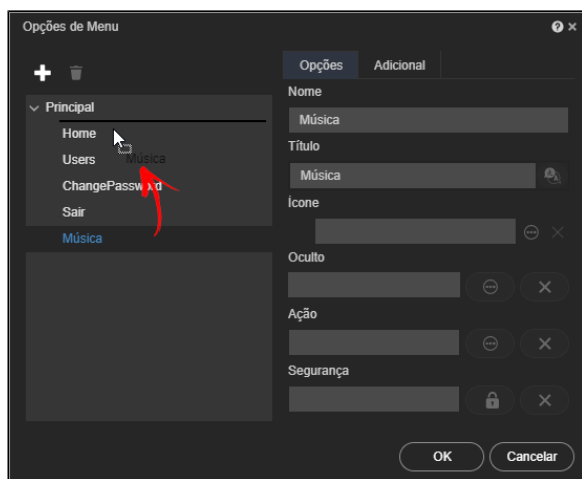 Opções de Menu
Opções
Adicional
Principal
Home
Users
Música
ChangePassword
Sair
Música
Nome
Música
Título
Música
Ícone
Oculto
Ação
Segurança
OK
Cancelar